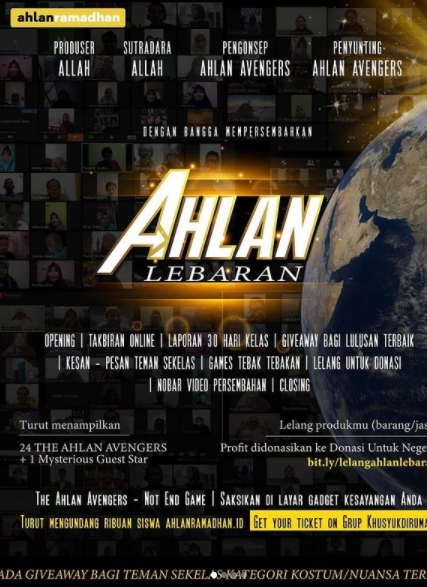 ahlanramadhan
PRODUSER SUTRADARA PENGONSEP PENYUNTING
ALLAH ALLAH AHLAN AVENGERS AHLAN AVENGERS
DENGAN BANGGA MEMPERSEMBAHKAN
AHLAN
LEBARAN
OPENING | TAKBIRAN ONLINE | LAPORAN 30 HARI KELAS | GIVEAWAY BAGI LULUSAN TERBAIK
| KESAN - PESAN TEMAN SEKELAS | GAMES TEBAK TEBAKAN | LELANG UNTUK DONASI
| NOBAR VIDEO PERSEMBAHAN | CLOSING
Turut menampilkan
24 THE AHLAN AVENGERS
+ 1 Mysterious Guest Star
Lelang produkmu (barang/jas
Profit didonasikan ke Donasi Untuk Nege
bit.ly/lelangahlanlebara
THE AHLAN AVENGERS - NOT END GAME | SAKSIKAN DI LAYAR GADGET KESAYANGAN ANDA
TURUT MENGUNDANG RIBUAN SISWA AHLANRAMADHAN.ID GET YOUR TICKET ON GRUP KHUSYUKDIRUMA
ADA GIVEAWAY BAGI TEMAN SEKELAS KATEGORI KOSTUM/NUANSA TER